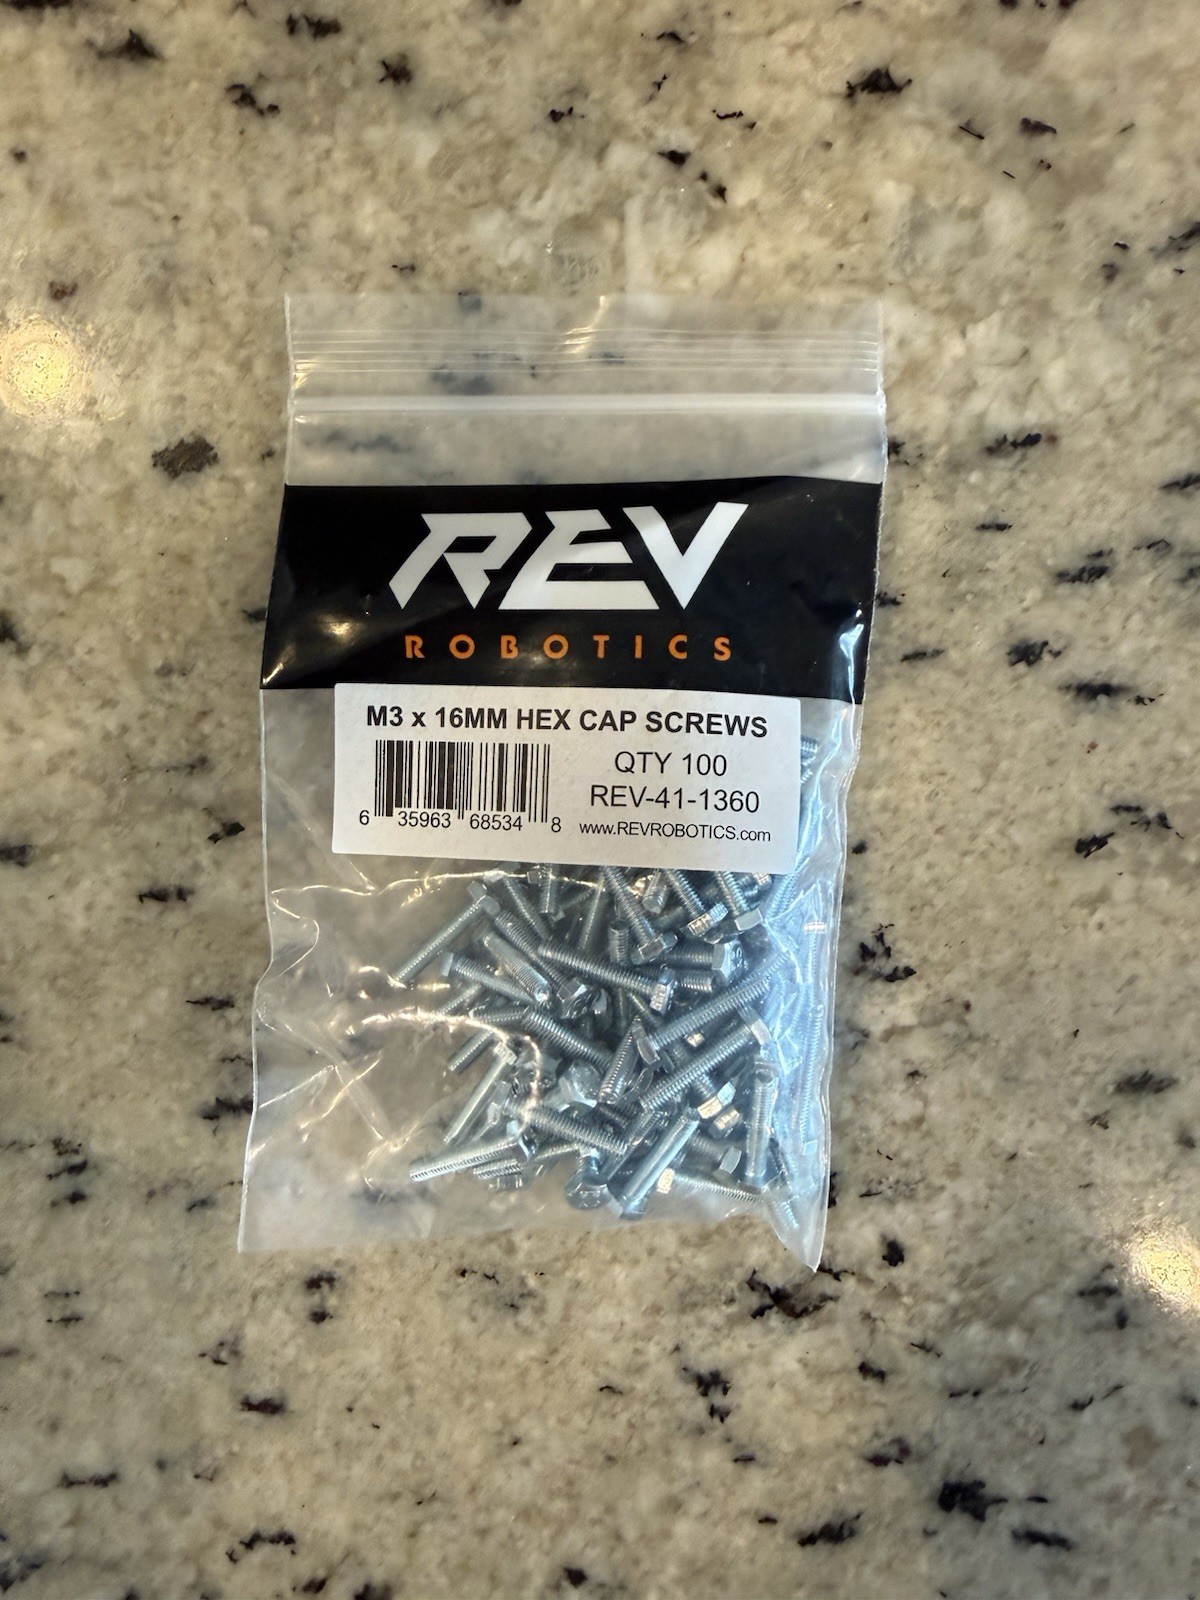 REV
ROBOTICS
M3 x 16MM HEX CAP SCREWS
QTY 100
REV-41-1360
6 35963 68534 8
www.REVROBOTICS.com